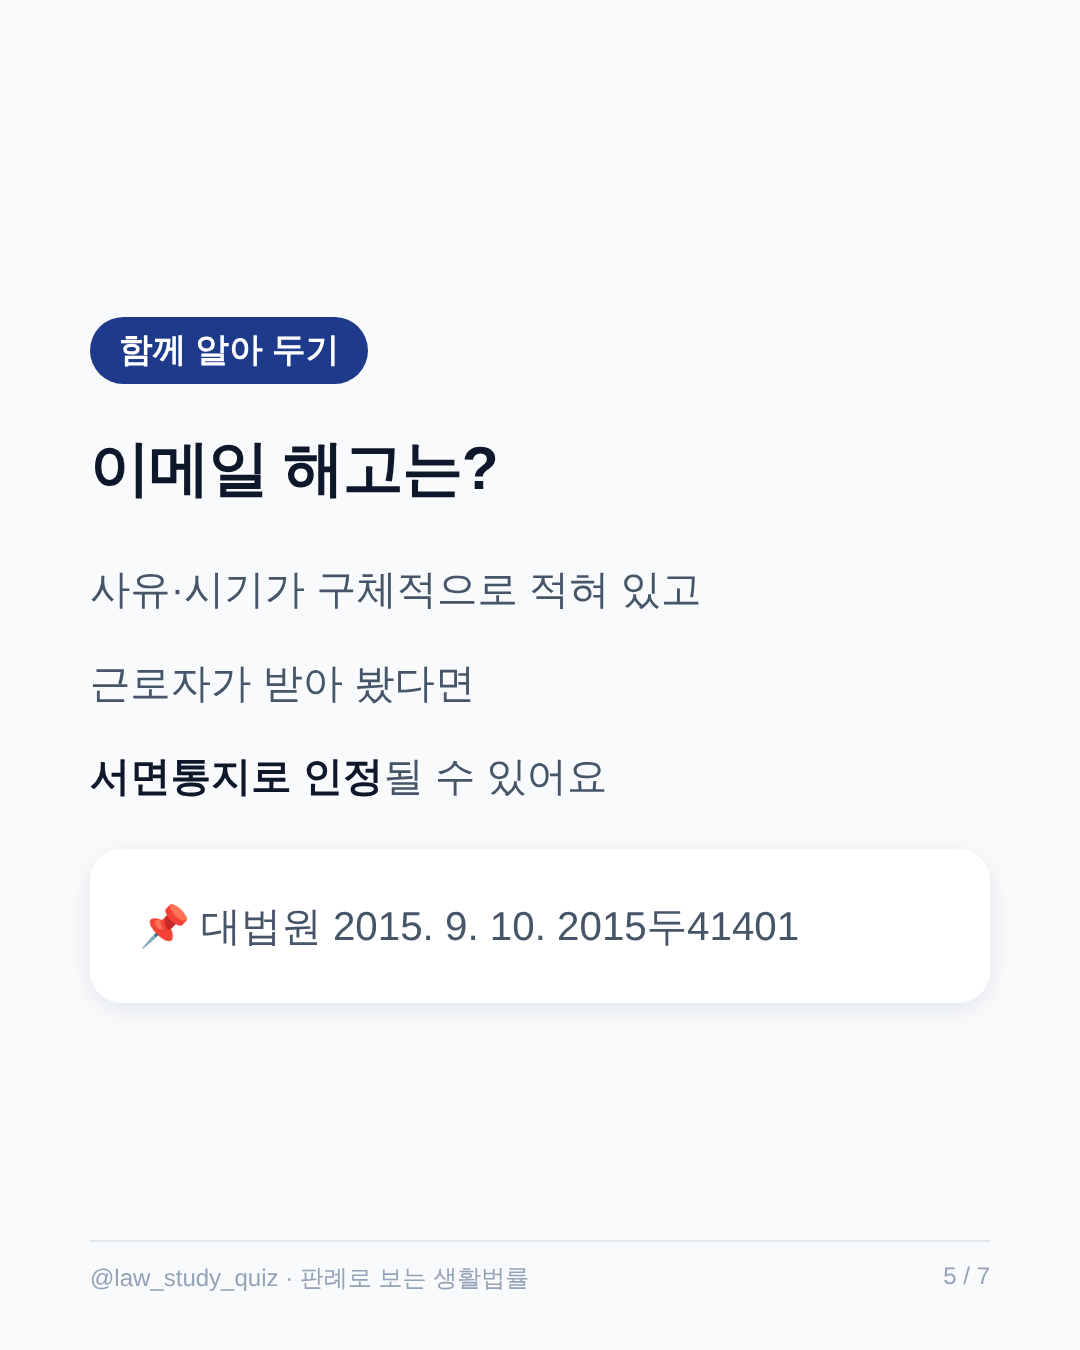 함께 알아 두기
이메일 해고는?
사유·시기가 구체적으로 적혀 있고
근로자가 받아 봤다면
서면통지로 인정될 수 있어요
📌 대법원 2015. 9. 10. 2015두41401
@law_study_quiz · 판례로 보는 생활법률
5 / 7